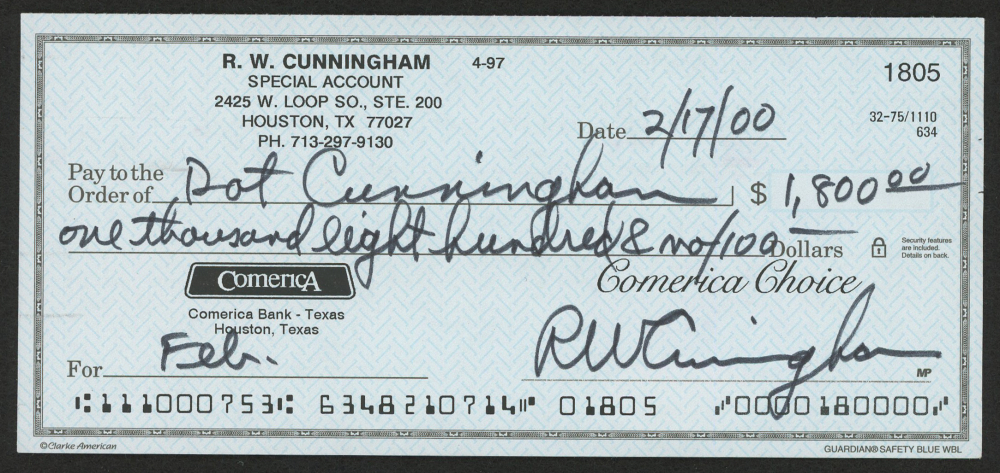 R. W. CUNNINGHAM 4-97
SPECIAL ACCOUNT
2425 W. LOOP SO., STE. 200
HOUSTON, TX 77027
PH. 713-297-9130
1805
32-75/1110
634
Date 2/17/00
Pay to the
Order of Dot Cunningham $ 1,800 00
one thousand eight hundred & no/100 Dollars
Security features
are included.
Details on back.
ComericA
Comerica Choice
Comerica Bank - Texas
Houston, Texas
For Feb. RWCunningham
MP
⑆111000753⑆ 6348210714⑈ 01805 ⑈0000180000⑈
©Clarke American
GUARDIAN® SAFETY BLUE WBL